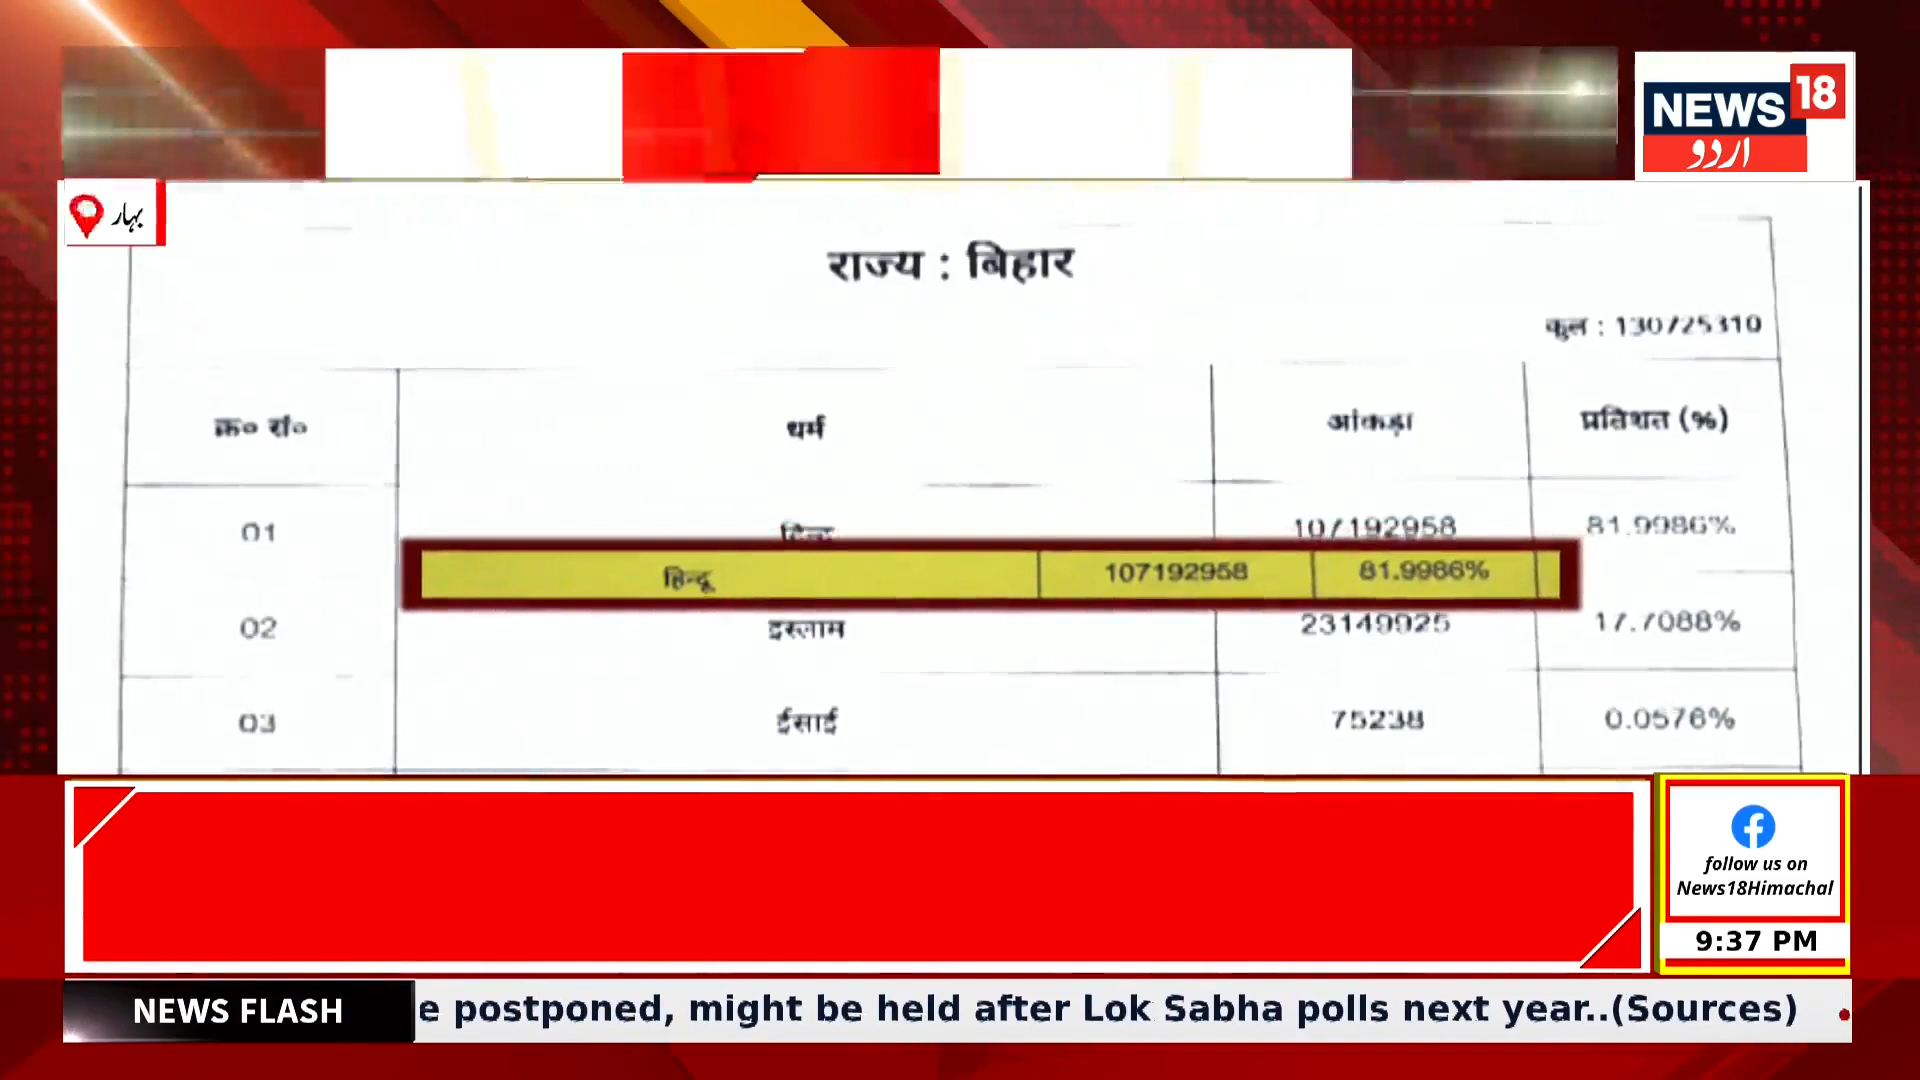 NEWS 18
اردو
بہار
राज्य : बिहार
कुल : 130725310
क्र० सं० धर्म आंकड़ा प्रतिशत (%)
01 हिन्दू 107192958 81.9986%
हिन्दू 107192958 81.9986%
02 इस्लाम 23149925 17.7088%
03 ईसाई 75238 0.0576%
follow us on
News18Himachal
9:37 PM
NEWS FLASH e postponed, might be held after Lok Sabha polls next year..(Sources)